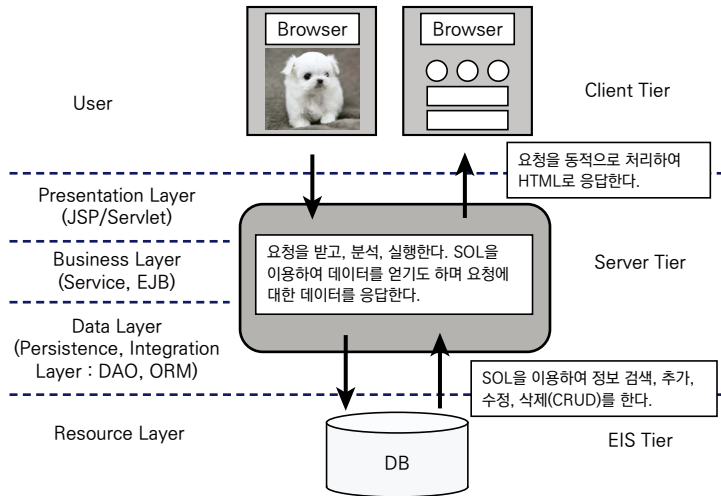 Browser
Browser
User
Client Tier
요청을 동적으로 처리하여
HTML로 응답한다.
Presentation Layer
(JSP/Servlet)
요청을 받고, 분석, 실행한다. SOL을
이용하여 데이터를 얻기도 하며 요청에
대한 데이터를 응답한다.
Business Layer
(Service, EJB)
Server Tier
Data Layer
(Persistence, Integration
Layer : DAO, ORM)
SOL을 이용하여 정보 검색, 추가,
수정, 삭제(CRUD)를 한다.
Resource Layer
EIS Tier
DB